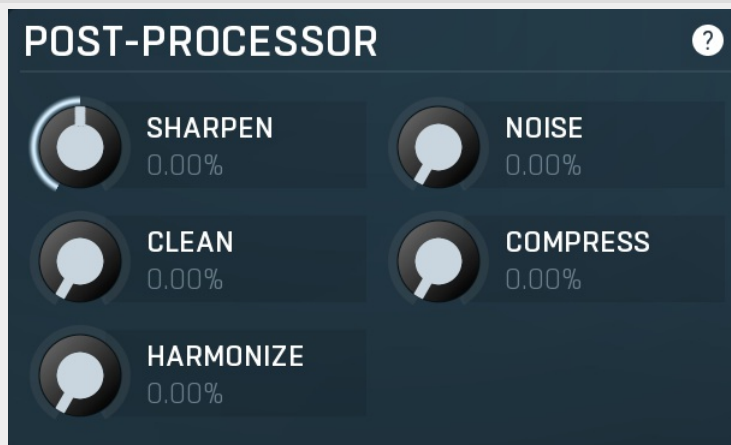 POST-PROCESSOR
?
SHARPEN
0.00%
NOISE
0.00%
CLEAN
0.00%
COMPRESS
0.00%
HARMONIZE
0.00%